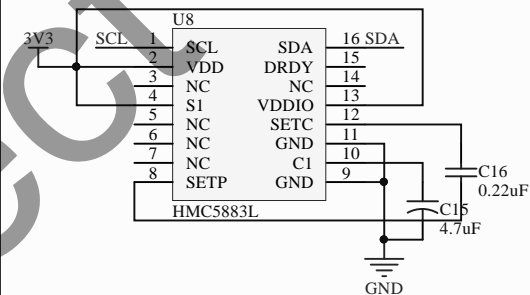 U8
3V3
SCL 1 SCL SDA 16 SDA
2 VDD DRDY 15
3 NC NC 14
4 S1 VDDIO 13
5 NC SETC 12
6 NC GND 11
7 NC C1 10
8 SETP GND 9
HMC5883L
C16
0.22uF
C15
4.7uF
GND